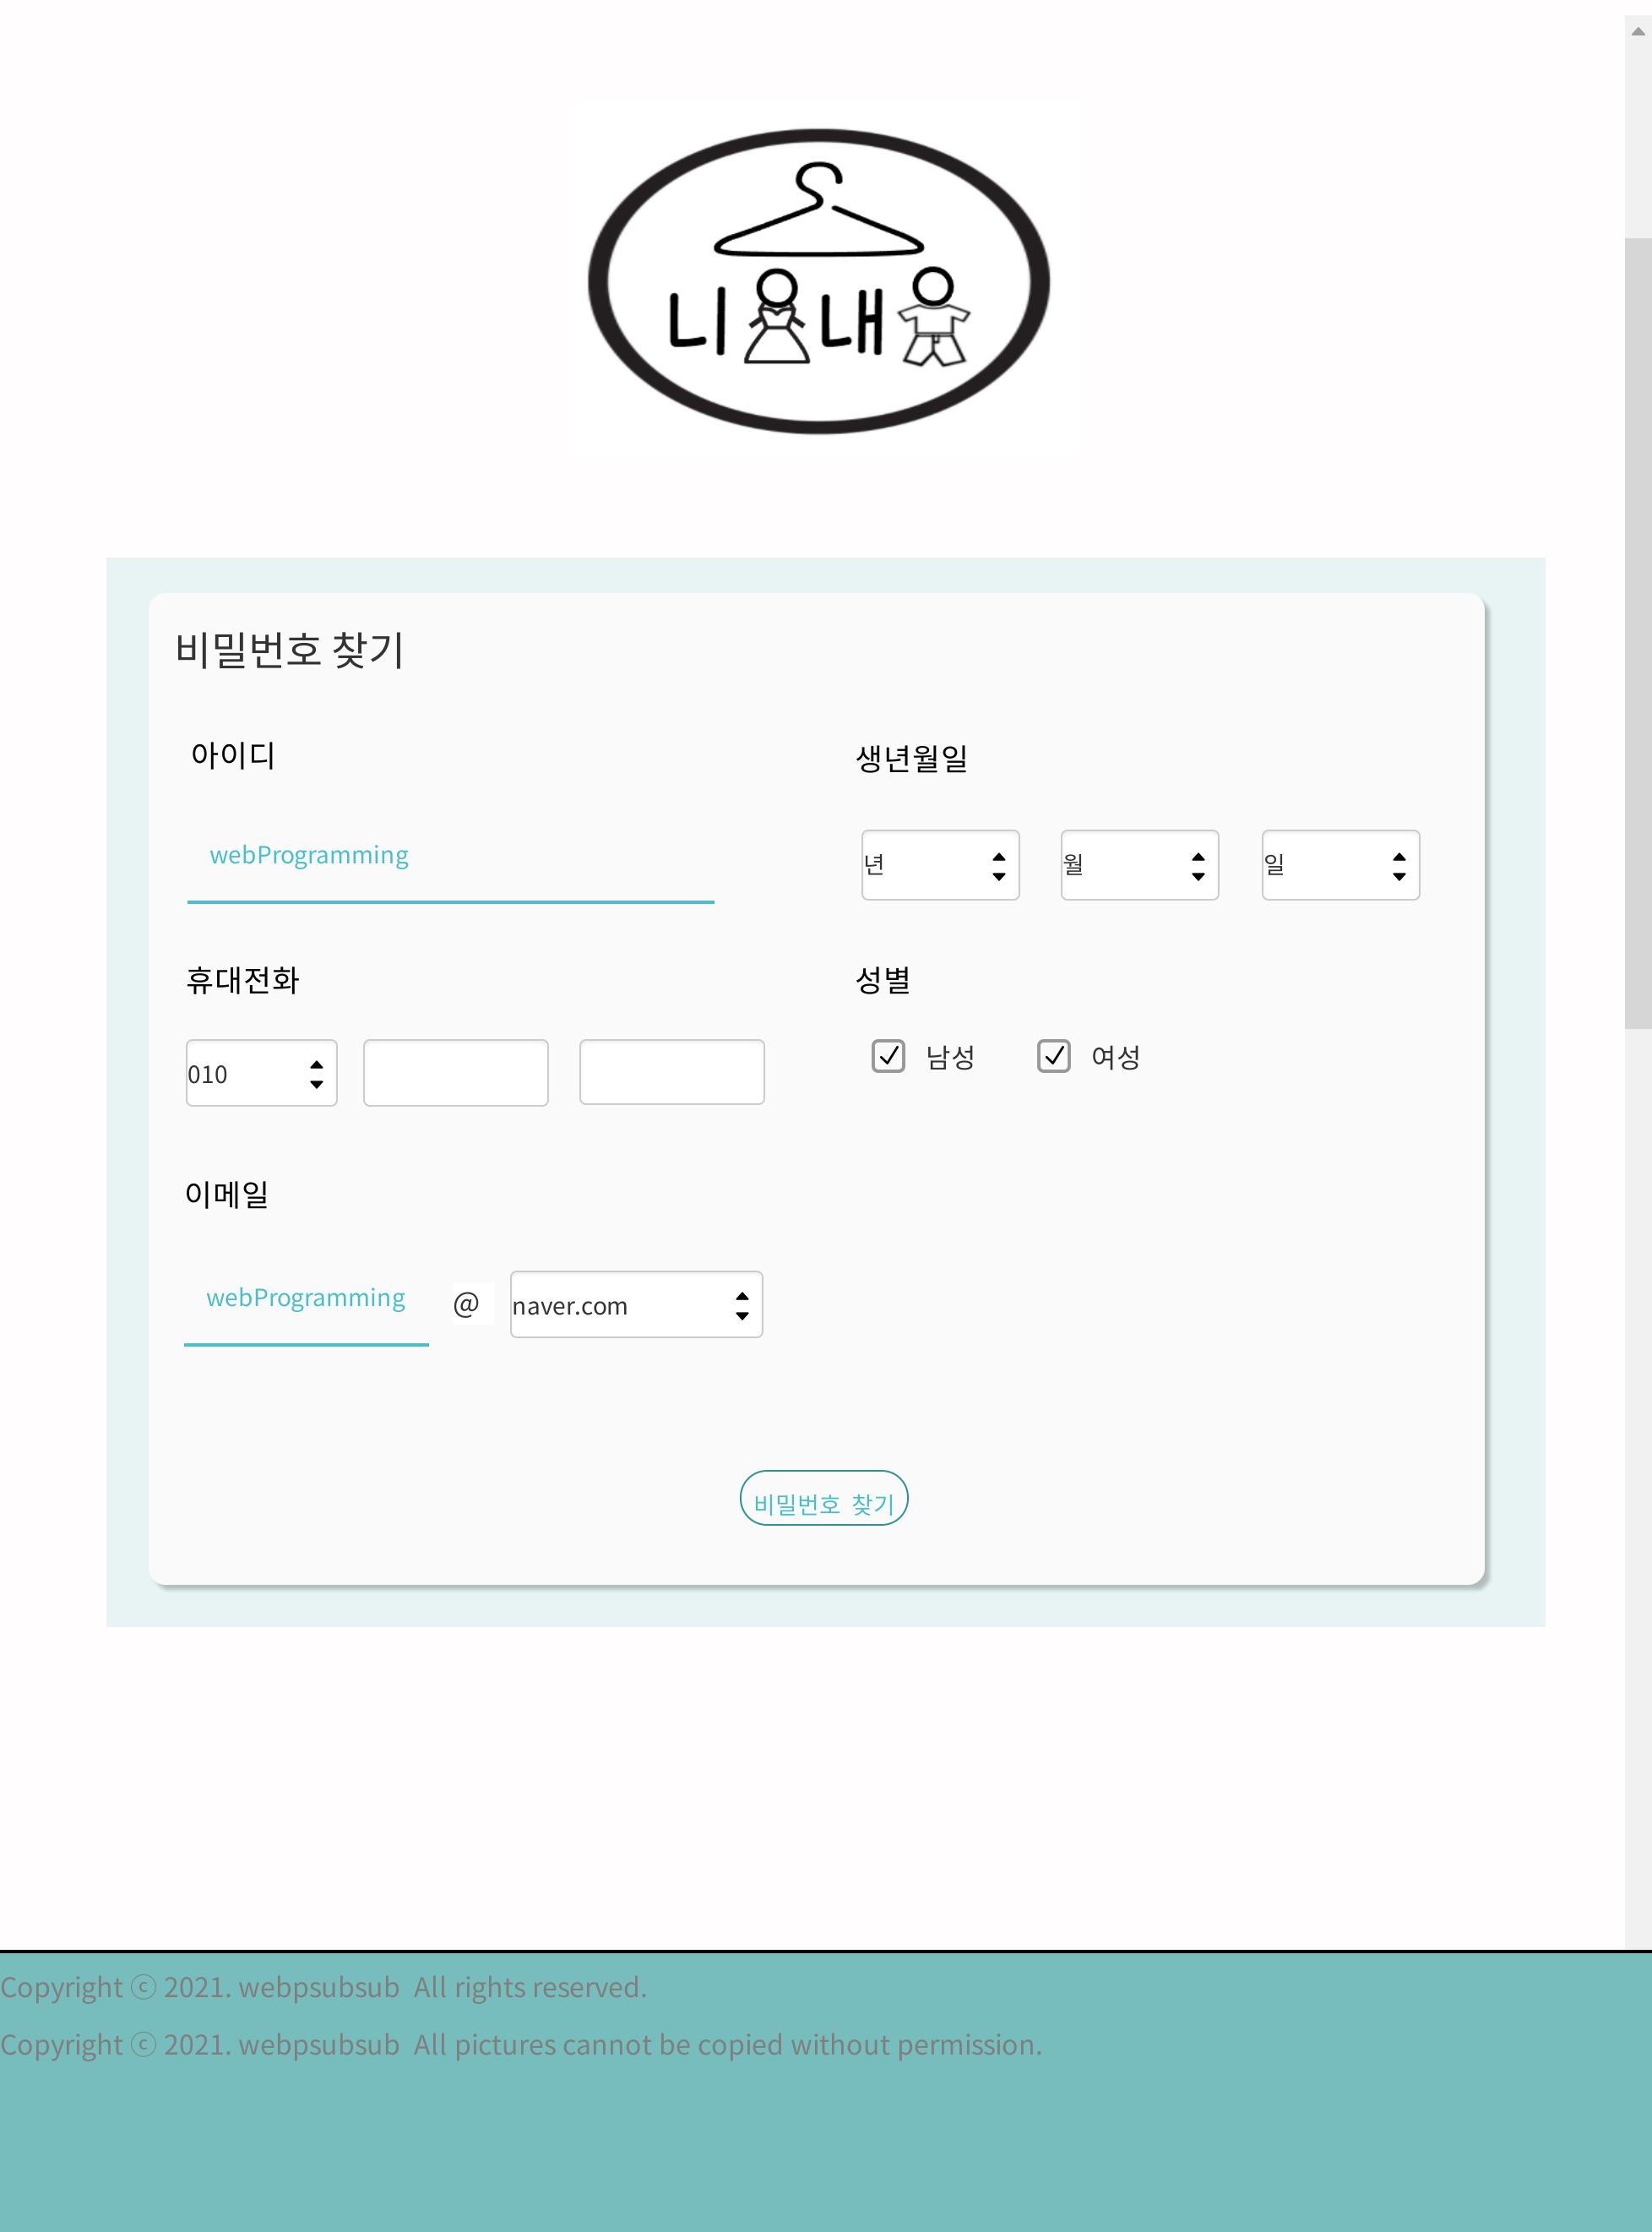 니옷내옷
비밀번호 찾기
아이디
webProgramming
생년월일
년 월 일
휴대전화
010
성별
남성 여성
이메일
webProgramming @ naver.com
비밀번호 찾기
Copyright ⓒ 2021. webpsubsub All rights reserved.
Copyright ⓒ 2021. webpsubsub All pictures cannot be copied without permission.